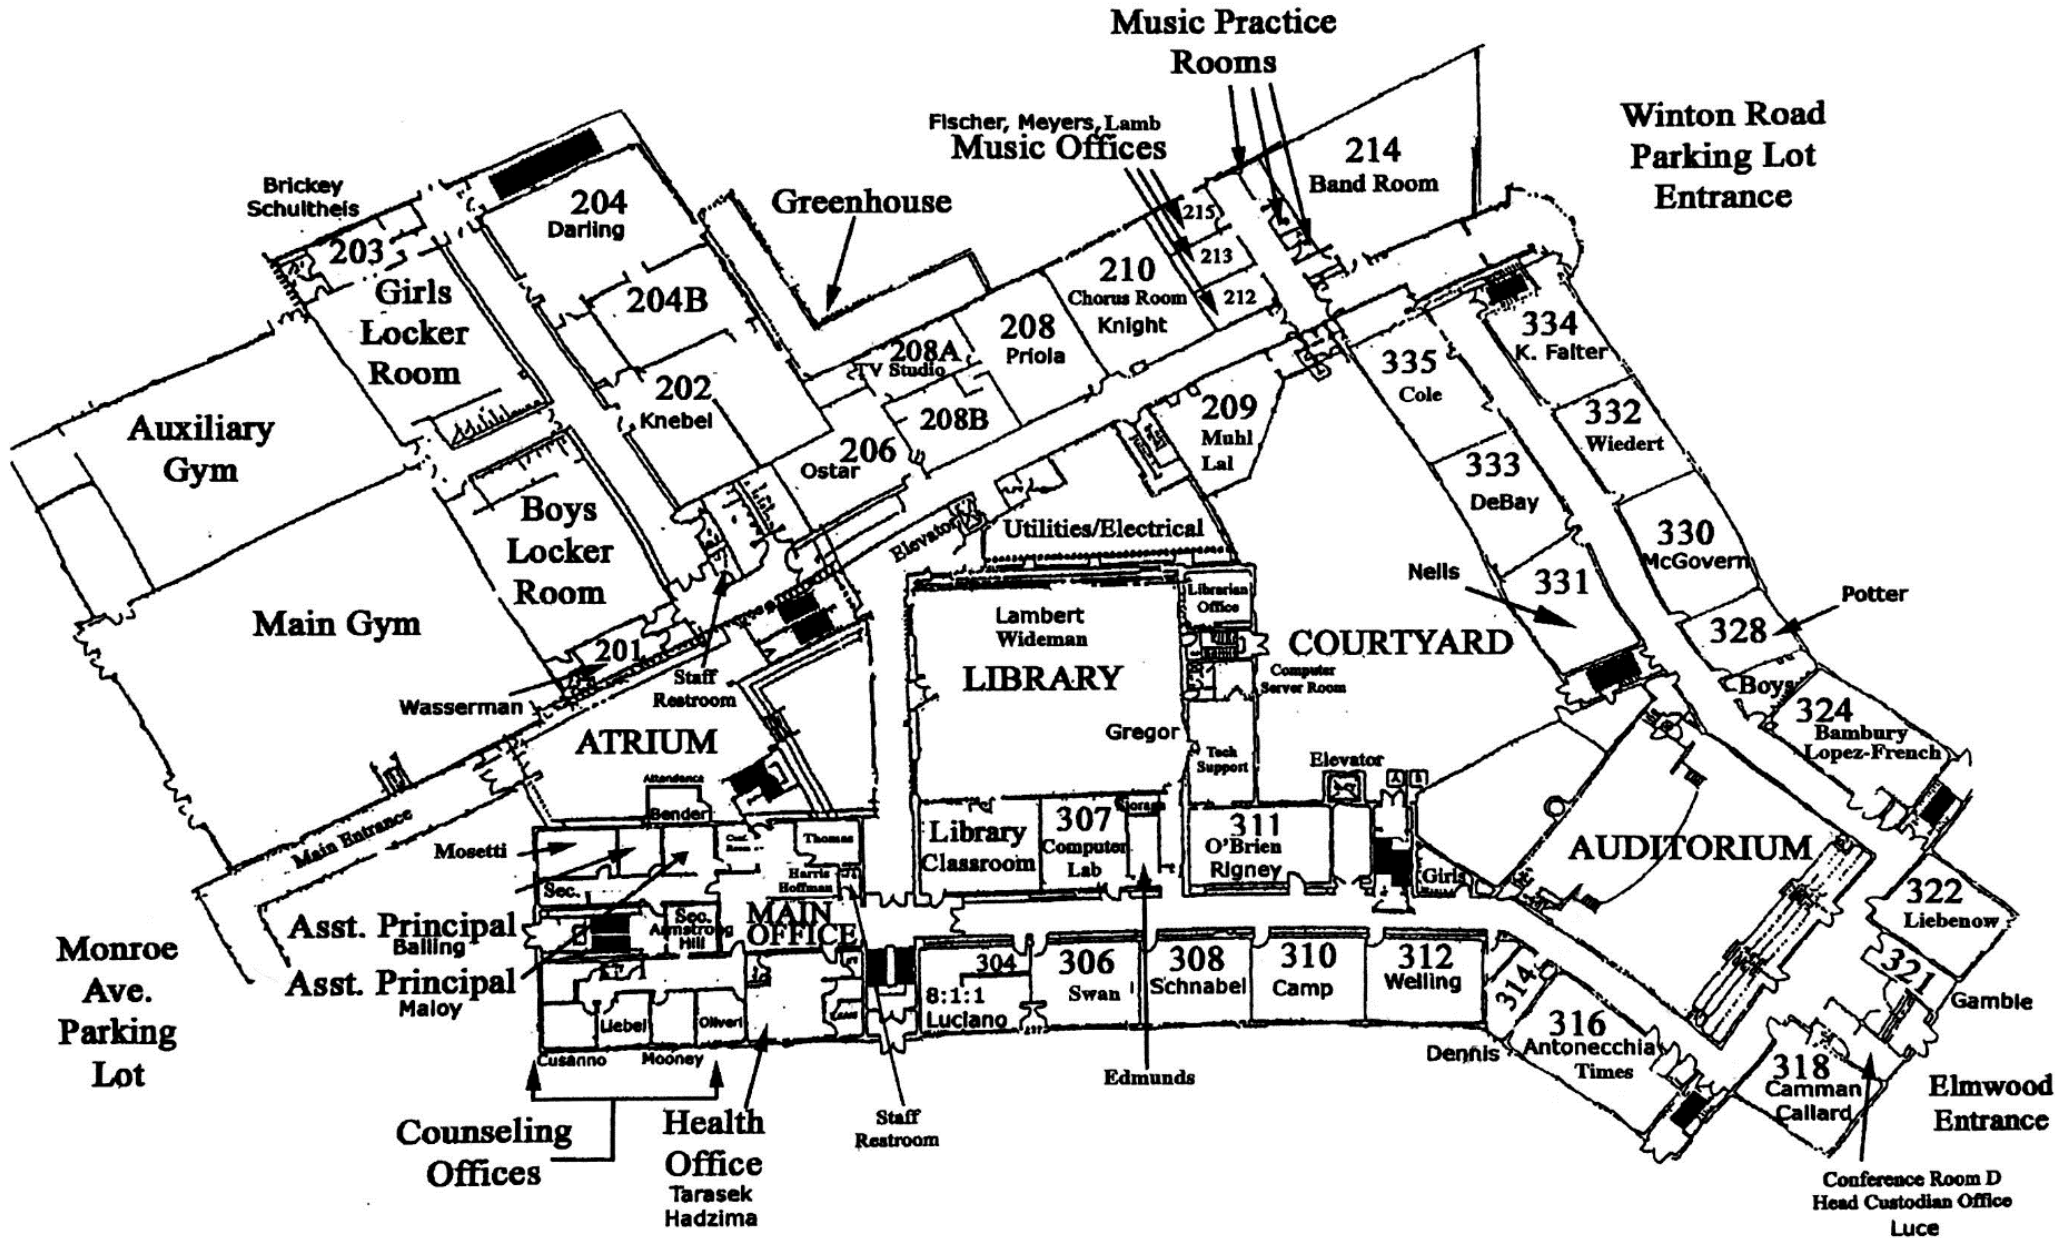 Music Practice
Rooms
Fischer, Meyers, Lamb
Music Offices
214
Band Room
Winton Road
Parking Lot
Entrance
Brickey
Schultheis
203
Girls
Locker
Room
204
Darling
204B
Greenhouse
215
213
212
210
Chorus Room
Knight
208
Priola
208A
TV Studio
208B
202
Knebel
206
Ostar
209
Muhl
Lal
335
Cole
334
K. Falter
332
Wiedert
333
DeBay
330
McGovern
Nells
331
328
Potter
Boys
324
Bambury
Lopez-French
Auxiliary
Gym
Main Gym
Boys
Locker
Room
201
Wasserman
Staff
Restroom
Elevator
Utilities/Electrical
Lambert
Wideman
LIBRARY
Librarian
Office
COURTYARD
Computer
Server Room
Gregor
Tech
Support
Elevator
ATRIUM
Attendance
Bender
Main Entrance
Mosetti
Conf.
Room
Thomas
Harris
Hoffman
Sec.
Sec.
Armstrong
Hill
MAIN
OFFICE
Asst. Principal
Balling
Asst. Principal
Maloy
Library
Classroom
307
Computer
Lab
Storage
311
O'Brien
Rigney
Girls
AUDITORIUM
322
Liebenow
321
Gamble
Monroe
Ave.
Parking
Lot
Liebel
Oliveri
Cusanno
Mooney
Counseling
Offices
Health
Office
Tarasek
Hadzima
Staff
Restroom
304
8:1:1
Luciano
306
Swan
308
Schnabel
310
Camp
312
Welling
Edmunds
314
Dennis
316
Antonecchia
Times
318
Camman
Callard
Elmwood
Entrance
Conference Room D
Head Custodian Office
Luce